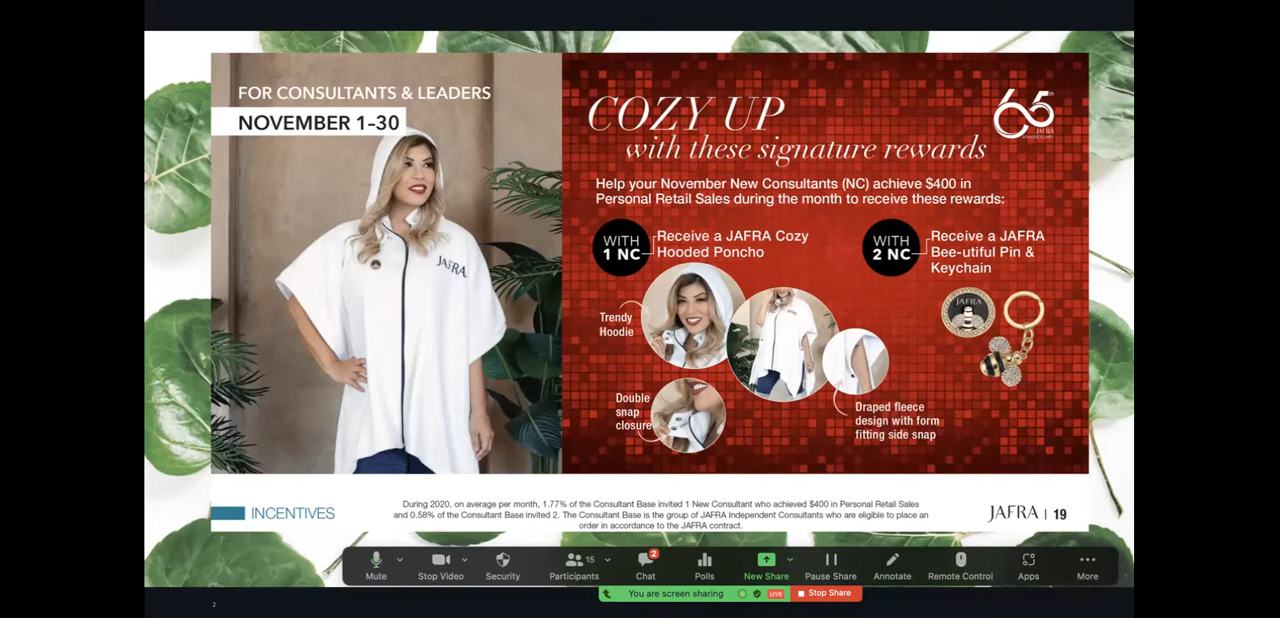 FOR CONSULTANTS & LEADERS
NOVEMBER 1-30
JAFRA
COZY UP
with these signature rewards
65th
JAFRA
ANNIVERSARY
Help your November New Consultants (NC) achieve $400 in
Personal Retail Sales during the month to receive these rewards:
WITH
1 NC
Receive a JAFRA Cozy
Hooded Poncho
WITH
2 NC
Receive a JAFRA
Bee-utiful Pin &
Keychain
Trendy
Hoodie
JAFRA
Double
snap
closure
Draped fleece
design with form
fitting side snap
INCENTIVES
During 2020, on average per month, 1.77% of the Consultant Base invited 1 New Consultant who achieved $400 in Personal Retail Sales
and 0.58% of the Consultant Base invited 2. The Consultant Base is the group of JAFRA Independent Consultants who are eligible to place an
order in accordance to the JAFRA contract.
JAFRA | 19
Mute
Stop Video
Security
15
Participants
2
Chat
Polls
New Share
Pause Share
Annotate
Remote Control
Apps
More
You are screen sharing
LIVE
Stop Share
2